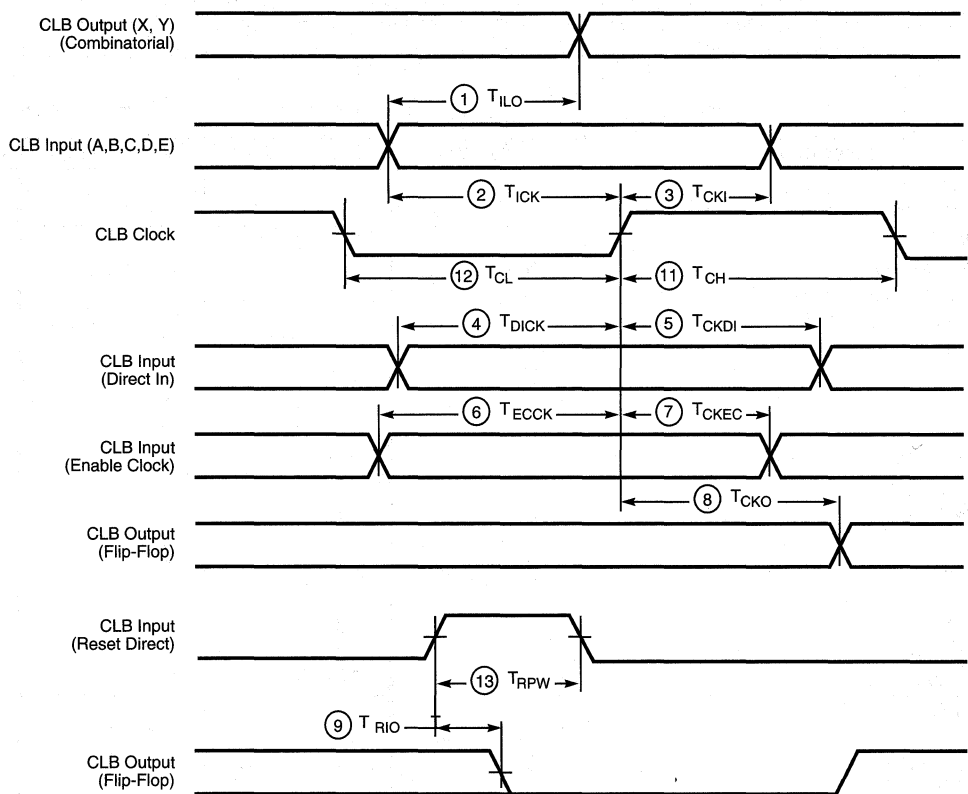 CLB Output (X, Y)
(Combinatorial)
1 TILO
CLB Input (A,B,C,D,E)
2 TICK
3 TCKI
CLB Clock
12 TCL
11 TCH
4 TDICK
5 TCKDI
CLB Input
(Direct In)
6 TECCK
7 TCKEC
CLB Input
(Enable Clock)
8 TCKO
CLB Output
(Flip-Flop)
CLB Input
(Reset Direct)
13 TRPW
9 T RIO
CLB Output
(Flip-Flop)